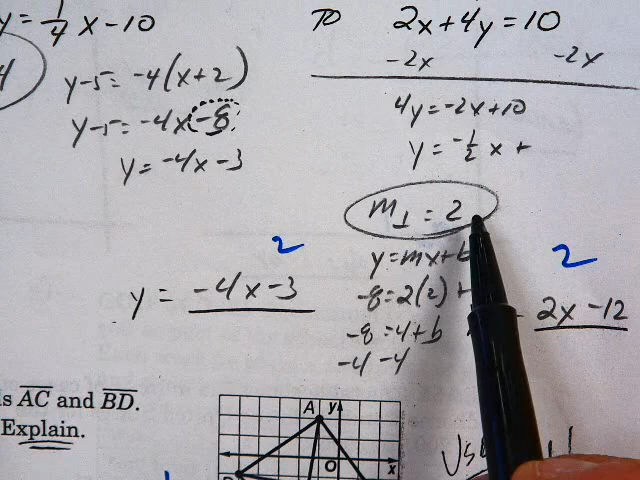 y = 1/4 x - 10
y-5 = -4(x+2)
y-5 = -4x-8
y = -4x-3
2
y = -4x-3
TO 2x+4y=10
-2x -2x
4y=-2x+10
y = -1/2 x +
m⊥ = 2
y=mx+b
-8=2(2)+
-8=4+b
-4 -4
2
2x-12
AC and BD.
Explain.
A y
O x